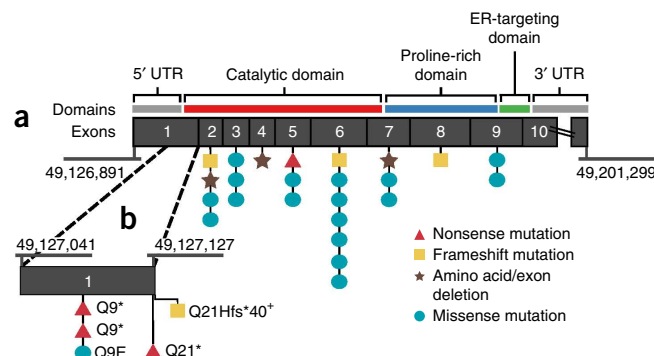 ER-targeting
domain
Proline-rich
domain
5′ UTR
Catalytic domain
3′ UTR
Domains
a
Exons
1 2 3 4 5 6 7 8 9 10
49,126,891
49,201,299
b
49,127,041
49,127,127
1
Nonsense mutation
Frameshift mutation
Amino acid/exon
deletion
Missense mutation
Q9*
Q21Hfs*40+
Q9*
Q9E
Q21*